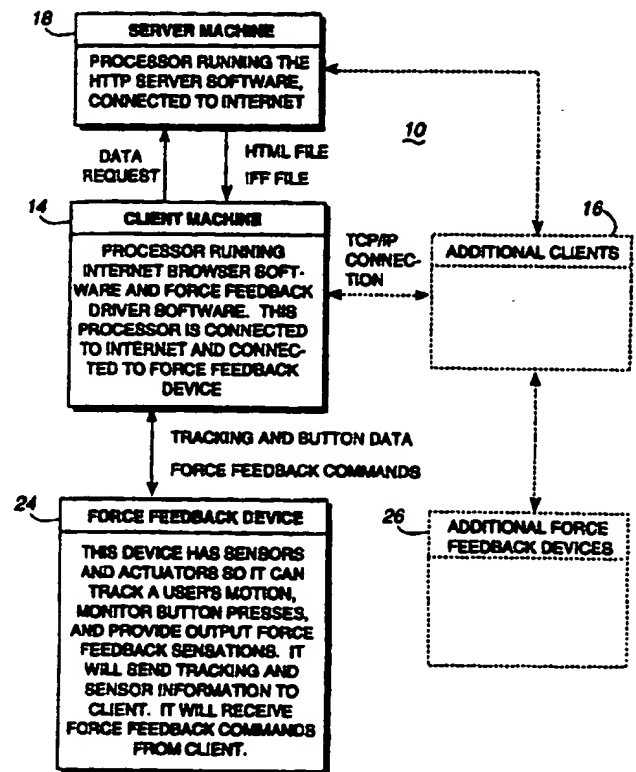 18
SERVER MACHINE
PROCESSOR RUNNING THE
HTTP SERVER SOFTWARE,
CONNECTED TO INTERNET
10
DATA
REQUEST
HTML FILE
IFF FILE
14
CLIENT MACHINE
PROCESSOR RUNNING
INTERNET BROWSER SOFT-
WARE AND FORCE FEEDBACK
DRIVER SOFTWARE. THIS
PROCESSOR IS CONNECTED
TO INTERNET AND CONNEC-
TED TO FORCE FEEDBACK
DEVICE
TCP/IP
CONNEC-
TION
16
ADDITIONAL CLIENTS
TRACKING AND BUTTON DATA
FORCE FEEDBACK COMMANDS
24
FORCE FEEDBACK DEVICE
THIS DEVICE HAS SENSORS
AND ACTUATORS SO IT CAN
TRACK A USER'S MOTION,
MONITOR BUTTON PRESSES,
AND PROVIDE OUTPUT FORCE
FEEDBACK SENSATIONS. IT
WILL SEND TRACKING AND
SENSOR INFORMATION TO
CLIENT. IT WILL RECEIVE
FORCE FEEDBACK COMMANDS
FROM CLIENT.
26
ADDITIONAL FORCE
FEEDBACK DEVICES